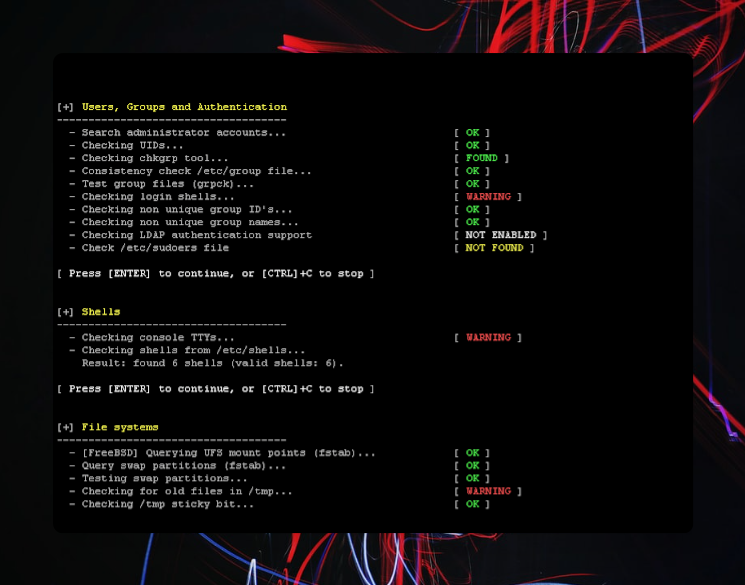 [+] Users, Groups and Authentication
------------------------------------
- Search administrator accounts... [ OK ]
- Checking UIDs... [ OK ]
- Checking chkgrp tool... [ FOUND ]
- Consistency check /etc/group file... [ OK ]
- Test group files (grpck)... [ OK ]
- Checking login shells... [ WARNING ]
- Checking non unique group ID's... [ OK ]
- Checking non unique group names... [ OK ]
- Checking LDAP authentication support [ NOT ENABLED ]
- Check /etc/sudoers file [ NOT FOUND ]
[ Press [ENTER] to continue, or [CTRL]+C to stop ]
[+] Shells
------------------------------------
- Checking console TTYs... [ WARNING ]
- Checking shells from /etc/shells...
Result: found 6 shells (valid shells: 6).
[ Press [ENTER] to continue, or [CTRL]+C to stop ]
[+] File systems
------------------------------------
- [FreeBSD] Querying UFS mount points (fstab)... [ OK ]
- Query swap partitions (fstab)... [ OK ]
- Testing swap partitions... [ OK ]
- Checking for old files in /tmp... [ WARNING ]
- Checking /tmp sticky bit... [ OK ]